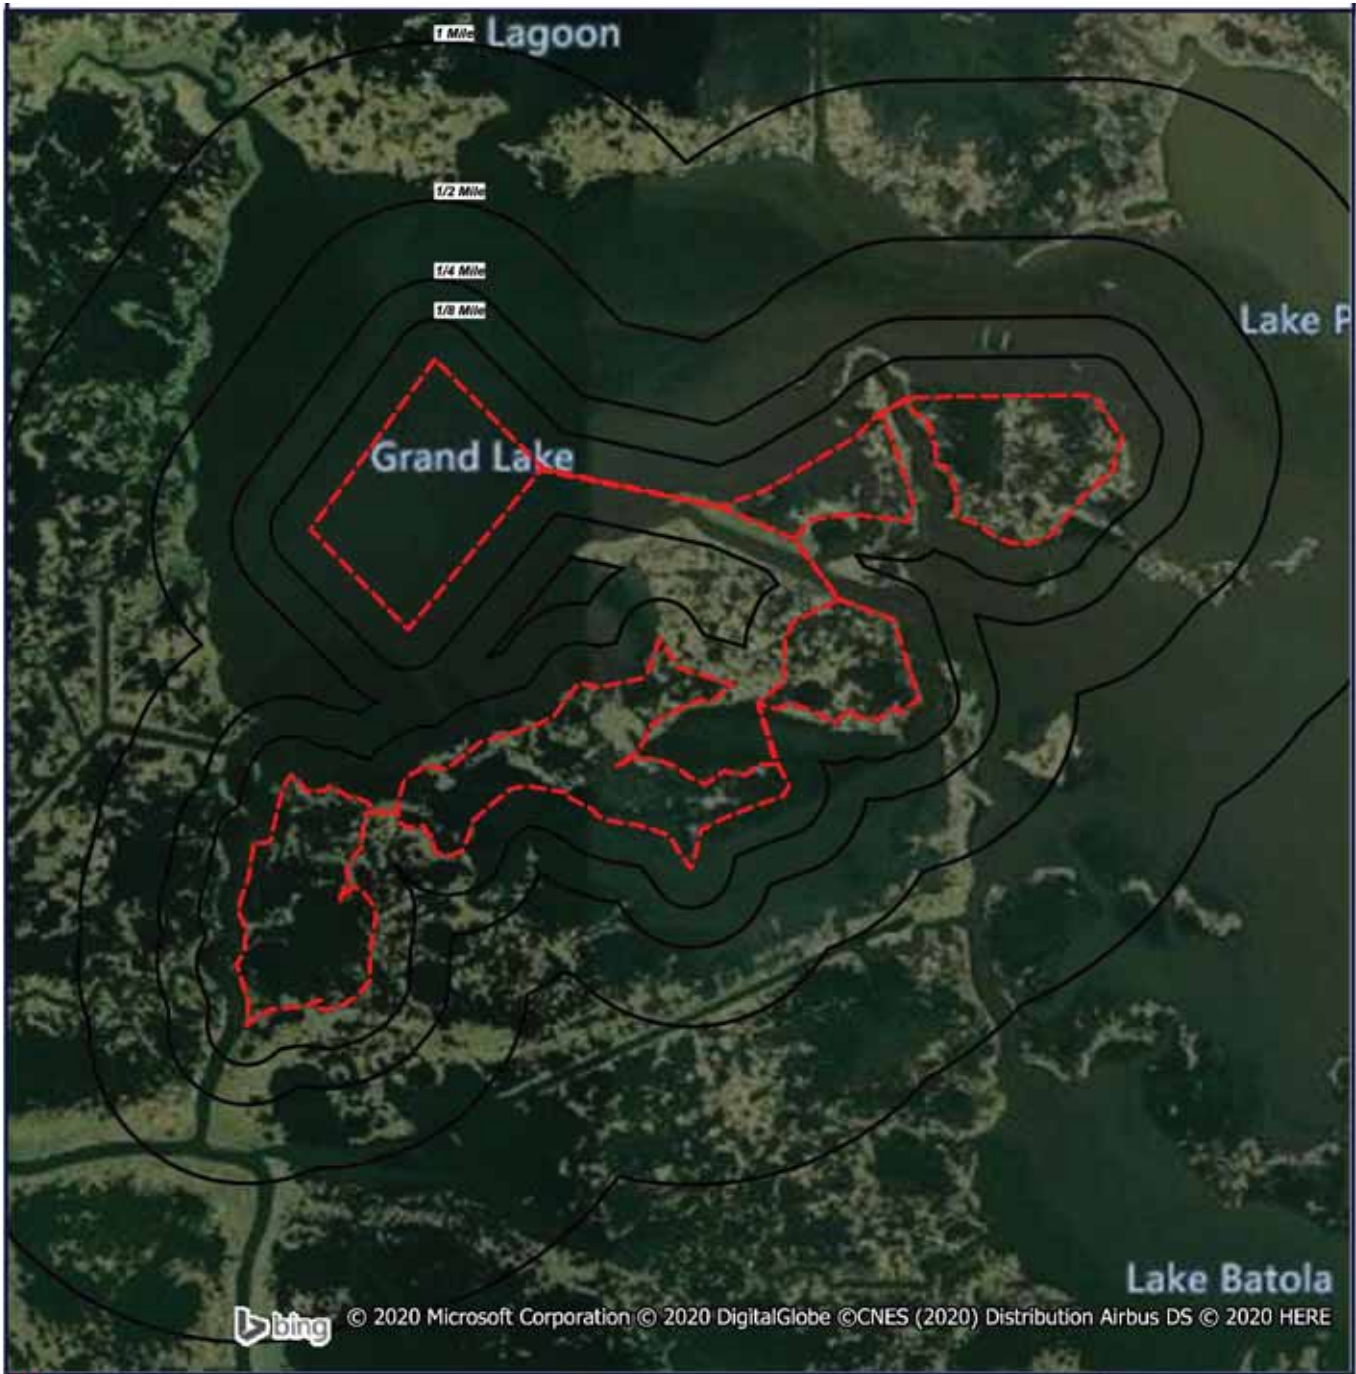 1 Mile
Lagoon
1/2 Mile
1/4 Mile
1/8 Mile
Lake P
Grand Lake
Lake Batola
bing
© 2020 Microsoft Corporation © 2020 DigitalGlobe ©CNES (2020) Distribution Airbus DS © 2020 HERE